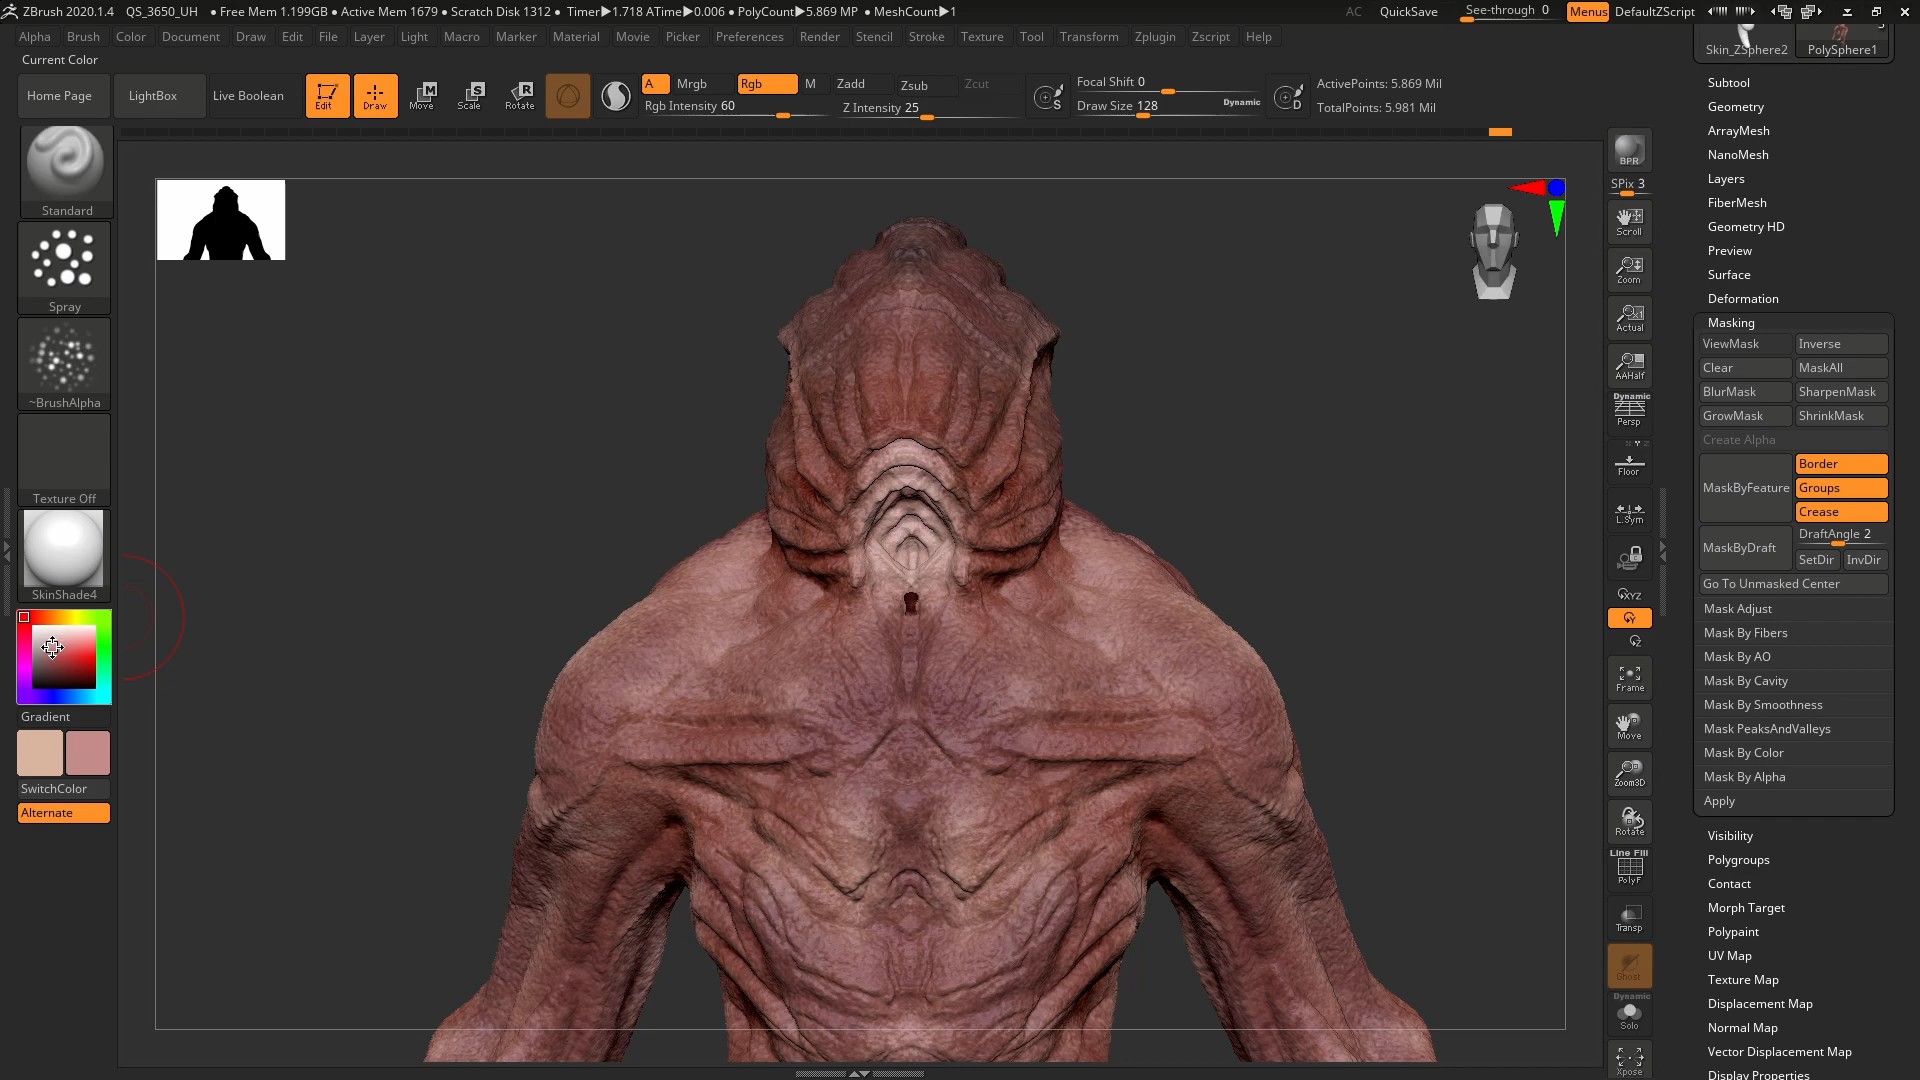 ZBrush 2020.1.4 QS_3650_UH ● Free Mem 1.199GB ● Active Mem 1679 ● Scratch Disk 1312 ● Timer▶1.718 ATime▶0.006 ● PolyCount▶5.869 MP ● MeshCount▶1 AC QuickSave See-through 0 Menus DefaultZScript
Alpha Brush Color Document Draw Edit File Layer Light Macro Marker Material Movie Picker Preferences Render Stencil Stroke Texture Tool Transform Zplugin Zscript Help
Skin_ZSphere2 PolySphere1
Current Color
Home Page LightBox Live Boolean Edit Draw Move Scale Rotate
A Mrgb Rgb M Zadd Zsub Zcut
Rgb Intensity 60 Z Intensity 25
S Focal Shift 0
Draw Size 128 Dynamic D
ActivePoints: 5.869 Mil
TotalPoints: 5.981 Mil
Standard
Spray
~BrushAlpha
Texture Off
SkinShade4
Gradient
SwitchColor
Alternate
BPR
SPix 3
Scroll
Zoom
Actual
AAHalf
Dynamic
Persp
Floor
L.Sym
XYZ
Y
Z
Frame
Move
Zoom3D
Rotate
Line Fill
PolyF
Transp
Ghost
Dynamic
Solo
Xpose
Subtool
Geometry
ArrayMesh
NanoMesh
Layers
FiberMesh
Geometry HD
Preview
Surface
Deformation
Masking
ViewMask Inverse
Clear MaskAll
BlurMask SharpenMask
GrowMask ShrinkMask
Create Alpha
MaskByFeature Border
Groups
Crease
MaskByDraft DraftAngle 2
SetDir InvDir
Go To Unmasked Center
Mask Adjust
Mask By Fibers
Mask By AO
Mask By Cavity
Mask By Smoothness
Mask PeaksAndValleys
Mask By Color
Mask By Alpha
Apply
Visibility
Polygroups
Contact
Morph Target
Polypaint
UV Map
Texture Map
Displacement Map
Normal Map
Vector Displacement Map
Display Properties